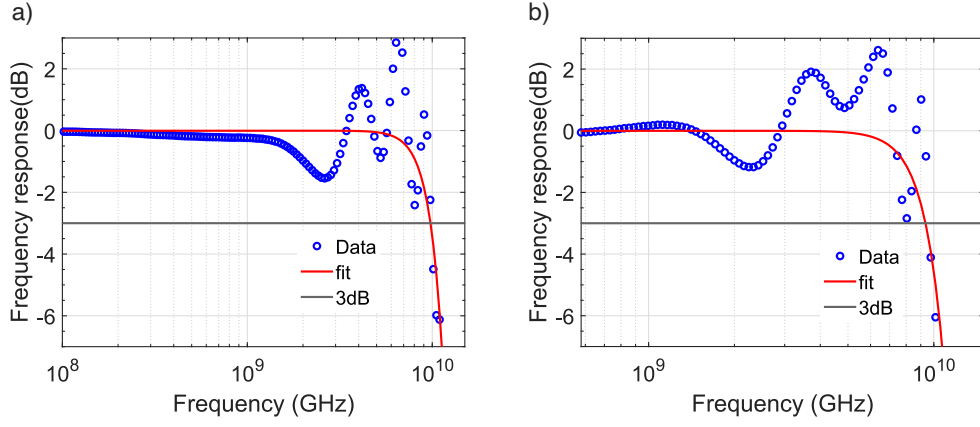 a)
Frequency response(dB)
2
0
-2
-4
-6
Data
fit
3dB
10^8
10^9
10^10
Frequency (GHz)
b)
Frequency response(dB)
2
0
-2
-4
-6
Data
fit
3dB
10^9
10^10
Frequency (GHz)